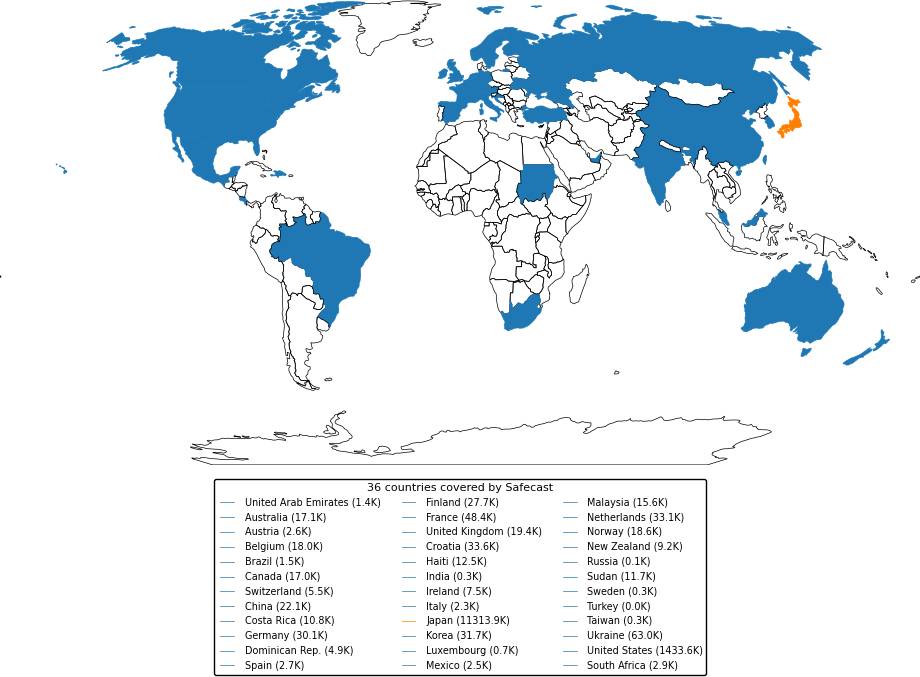 36 countries covered by Safecast
United Arab Emirates (1.4K)
Australia (17.1K)
Austria (2.6K)
Belgium (18.0K)
Brazil (1.5K)
Canada (17.0K)
Switzerland (5.5K)
China (22.1K)
Costa Rica (10.8K)
Germany (30.1K)
Dominican Rep. (4.9K)
Spain (2.7K)
Finland (27.7K)
France (48.4K)
United Kingdom (19.4K)
Croatia (33.6K)
Haiti (12.5K)
India (0.3K)
Ireland (7.5K)
Italy (2.3K)
Japan (11313.9K)
Korea (31.7K)
Luxembourg (0.7K)
Mexico (2.5K)
Malaysia (15.6K)
Netherlands (33.1K)
Norway (18.6K)
New Zealand (9.2K)
Russia (0.1K)
Sudan (11.7K)
Sweden (0.3K)
Turkey (0.0K)
Taiwan (0.3K)
Ukraine (63.0K)
United States (1433.6K)
South Africa (2.9K)